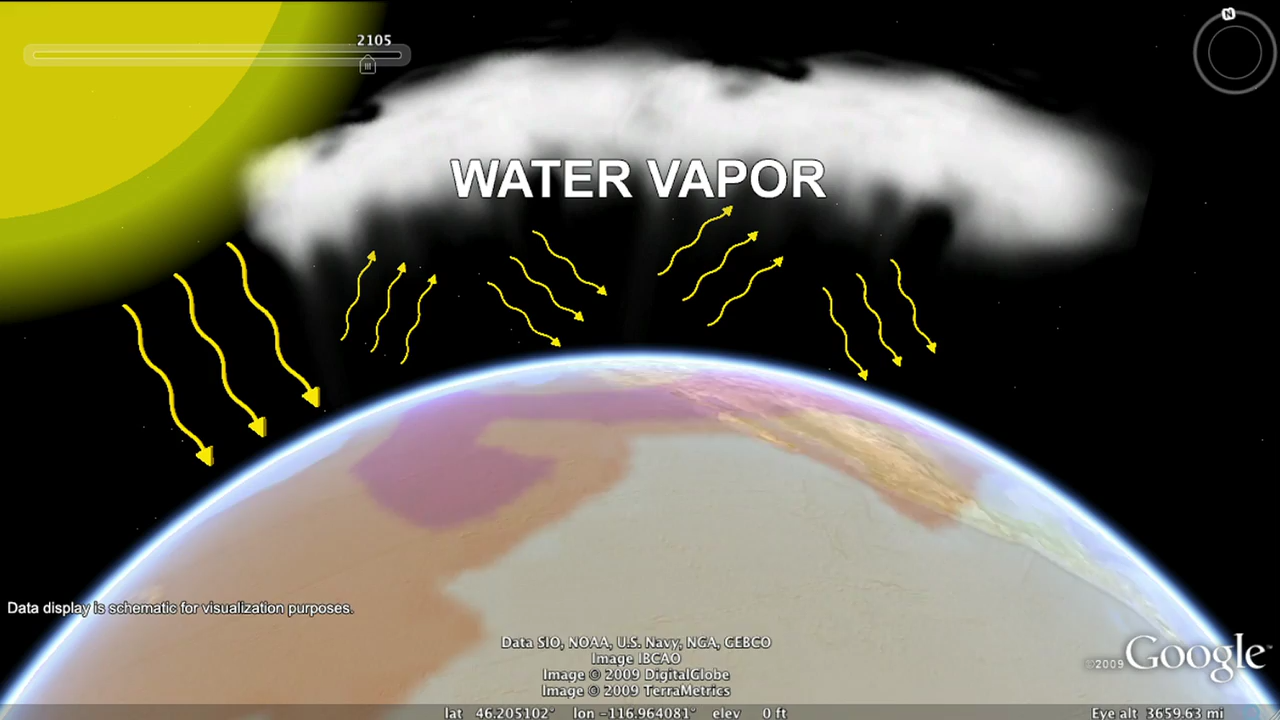 2105
N
WATER VAPOR
Data display is schematic for visualization purposes.
Data SIO, NOAA, U.S. Navy, NGA, GEBCO
Image IBCAO
Image © 2009 DigitalGlobe
Image © 2009 TerraMetrics
©2009 Google™
lat 46.205102° lon -116.964081° elev 0 ft
Eye alt 3659.63 mi